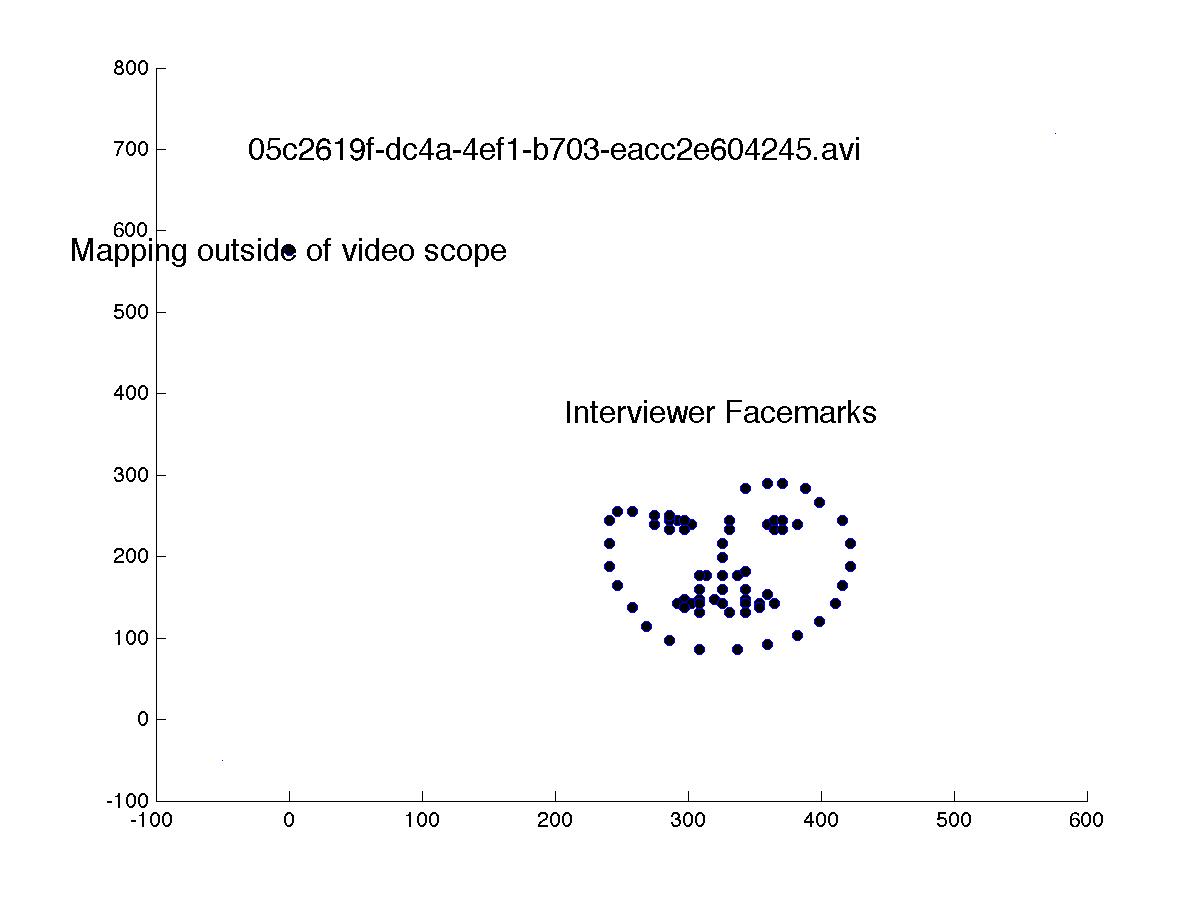 800
700
05c2619f-dc4a-4ef1-b703-eacc2e604245.avi
600
Mapping outside of video scope
500
400
Interviewer Facemarks
300
200
100
0
-100
-100 0 100 200 300 400 500 600